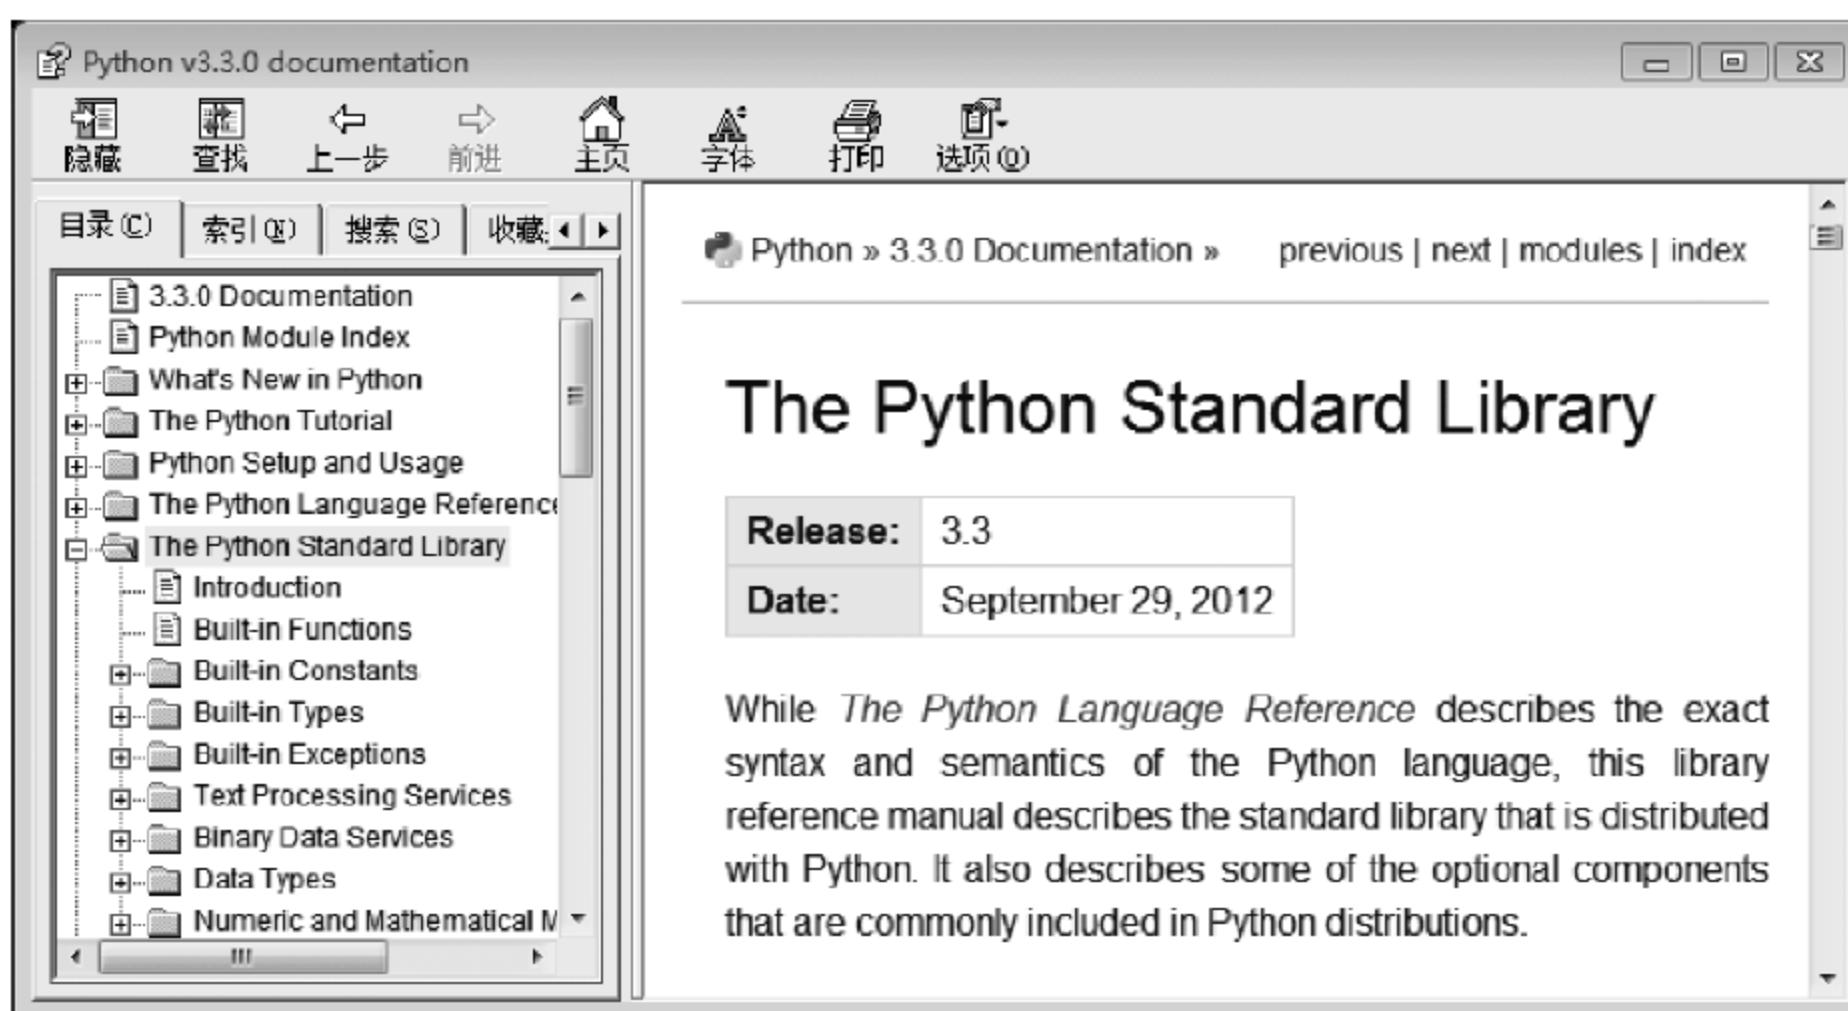 Python v3.3.0 documentation
隐藏 查找 上一步 前进 主页 字体 打印 选项(O)
目录(C) 索引(N) 搜索(S) 收藏
3.3.0 Documentation
Python Module Index
What's New in Python
The Python Tutorial
Python Setup and Usage
The Python Language Reference
The Python Standard Library
Introduction
Built-in Functions
Built-in Constants
Built-in Types
Built-in Exceptions
Text Processing Services
Binary Data Services
Data Types
Numeric and Mathematical M
Python » 3.3.0 Documentation » previous | next | modules | index
The Python Standard Library
Release: 3.3
Date: September 29, 2012
While The Python Language Reference describes the exact
syntax and semantics of the Python language, this library
reference manual describes the standard library that is distributed
with Python. It also describes some of the optional components
that are commonly included in Python distributions.